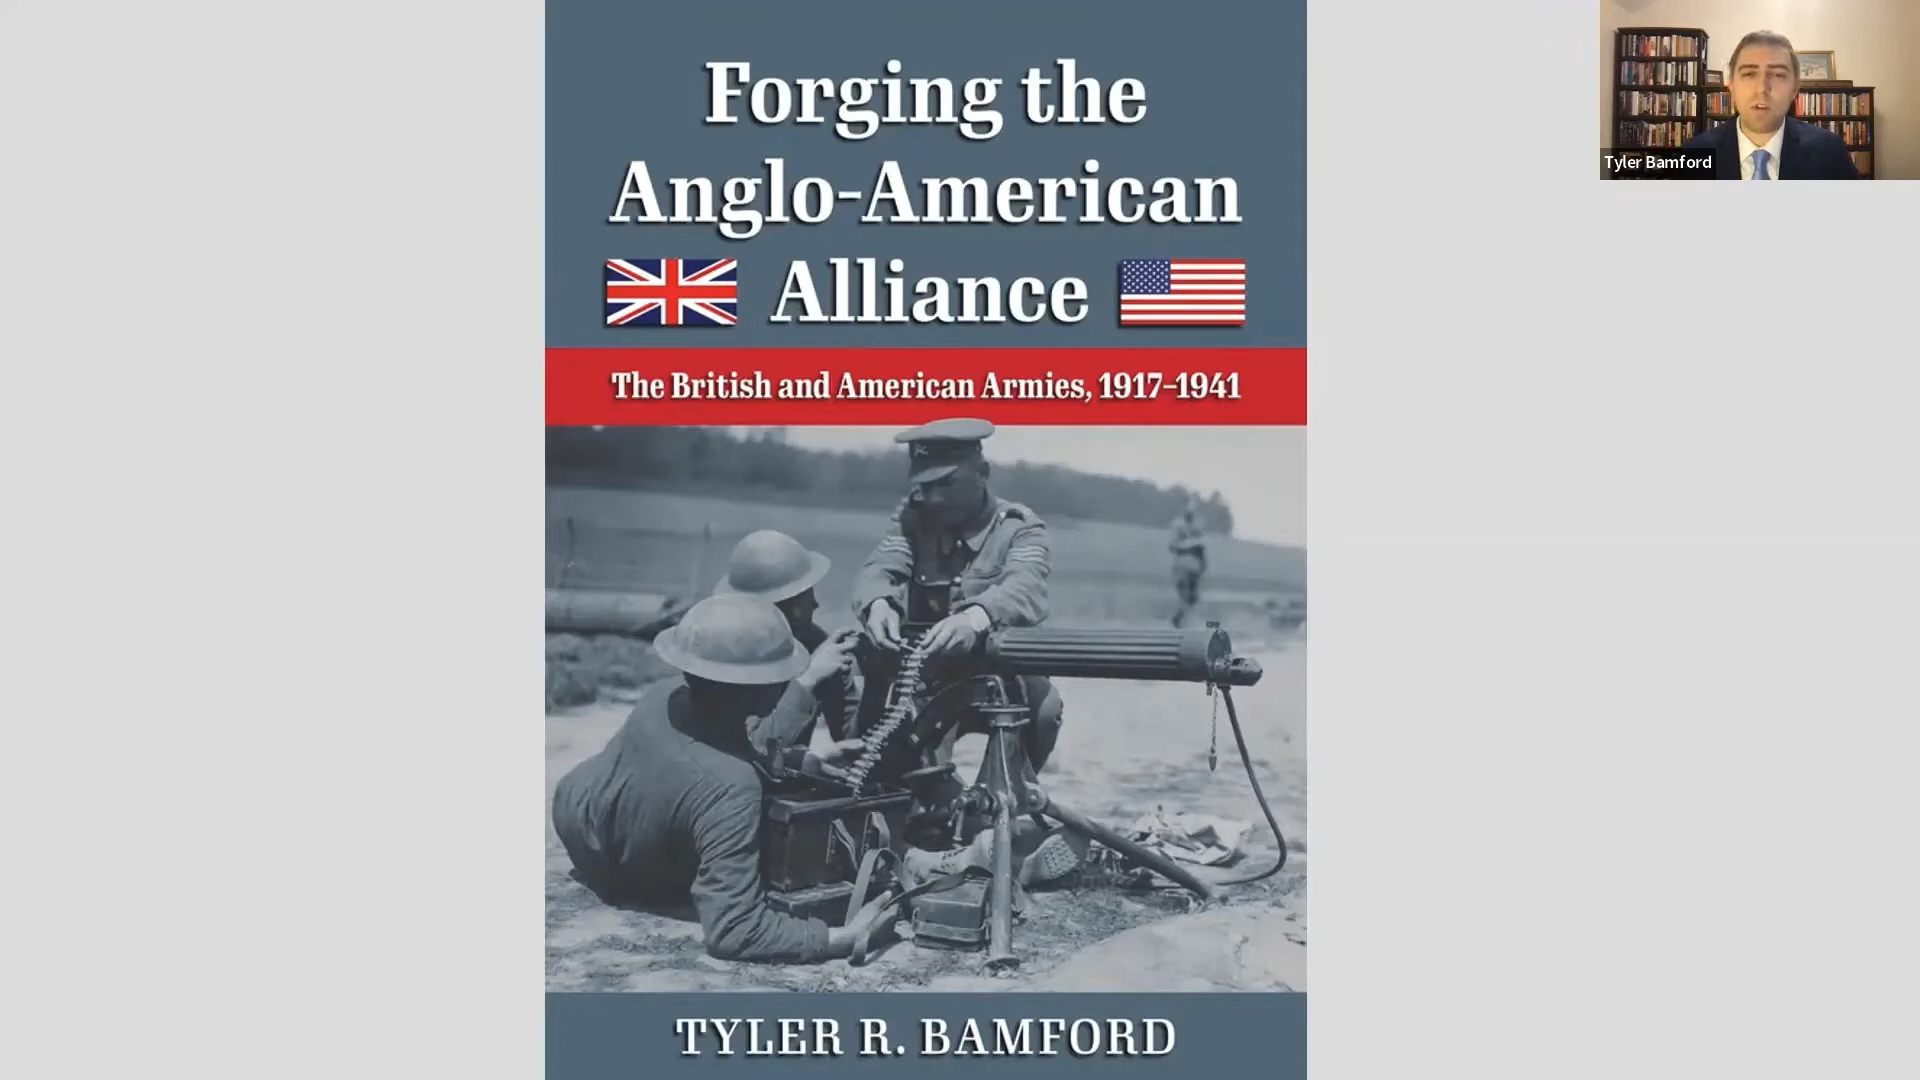 Forging the
Anglo-American
Alliance
The British and American Armies, 1917–1941
TYLER R. BAMFORD
Tyler Bamford